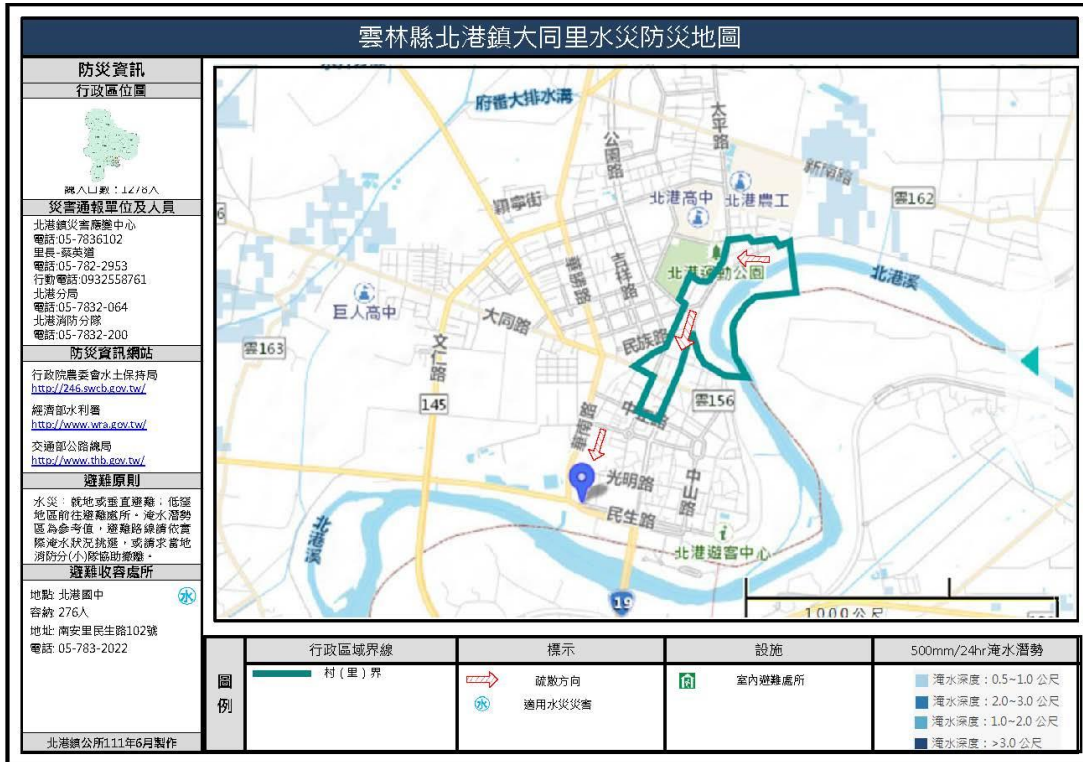 雲林縣北港鎮大同里水災防災地圖
防災資訊
行政區位圖
總人口數：1278人
災害通報單位及人員
北港鎮災害應變中心
電話:05-7836102
里長-蔡英道
電話:05-782-2953
行動電話:0932558761
北港分局
電話:05-7832-064
北港消防分隊
電話:05-7832-200
防災資訊網站
行政院農委會水土保持局
http://246.swcb.gov.tw/
經濟部水利署
http://www.wra.gov.tw/
交通部公路總局
http://www.thb.gov.tw/
避難原則
水災：就地或垂直避難；低窪
地區前往避難處所。淹水潛勢
區為參考值，避難路線請依實
際淹水狀況挑選，或請求當地
消防分(小)隊協助撤離。
避難收容處所
地點: 北港國中
水
容納: 276人
地址: 南安里民生路102號
電話: 05-783-2022
北港鎮公所111年6月製作
府番大排水溝
公園路
太平路
新南路
穎寧街
北港高中
北港農工
雲162
華勝路
吉祥路
北港運動公園
北港溪
巨人高中
大同路
民族路
雲163
文仁路
145
中正路
雲156
華南路
光明路
中山路
民生路
北港溪
北港遊客中心
19
1000公尺
圖例
行政區域界線
標示
設施
500mm/24hr淹水潛勢
村（里）界
疏散方向
水
適用水災災害
室內避難處所
淹水深度：0.5~1.0 公尺
淹水深度：2.0~3.0 公尺
淹水深度：1.0~2.0 公尺
淹水深度：>3.0 公尺